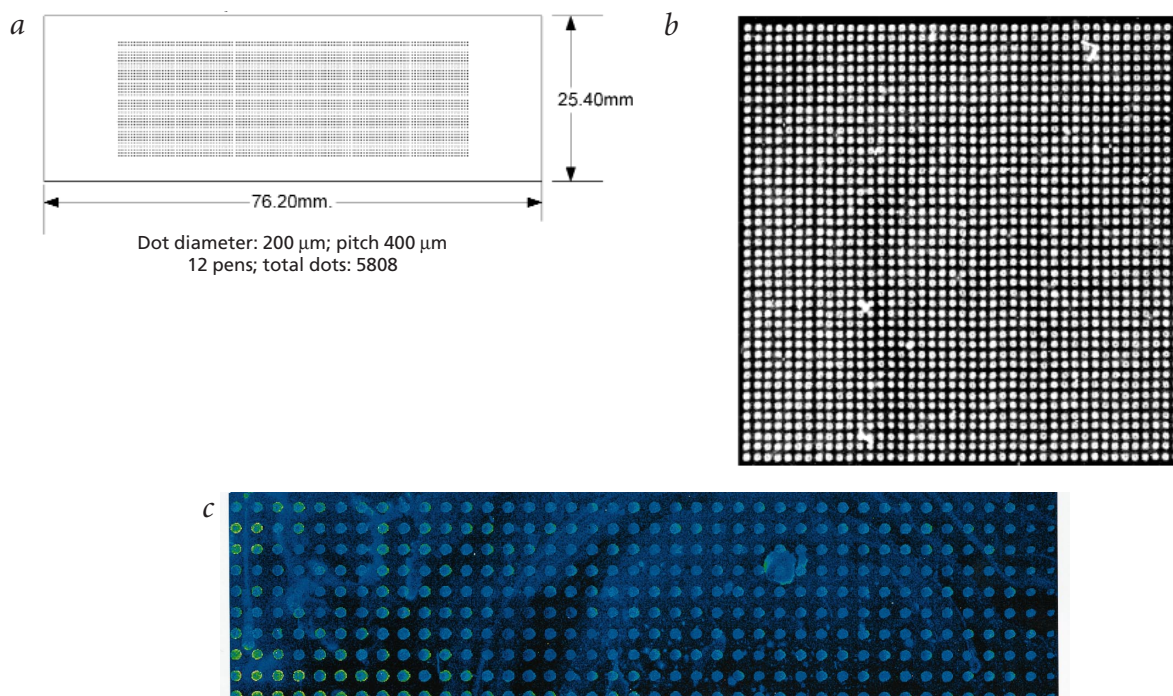 a
b
25.40mm
76.20mm.
Dot diameter: 200 μm; pitch 400 μm
12 pens; total dots: 5808
c